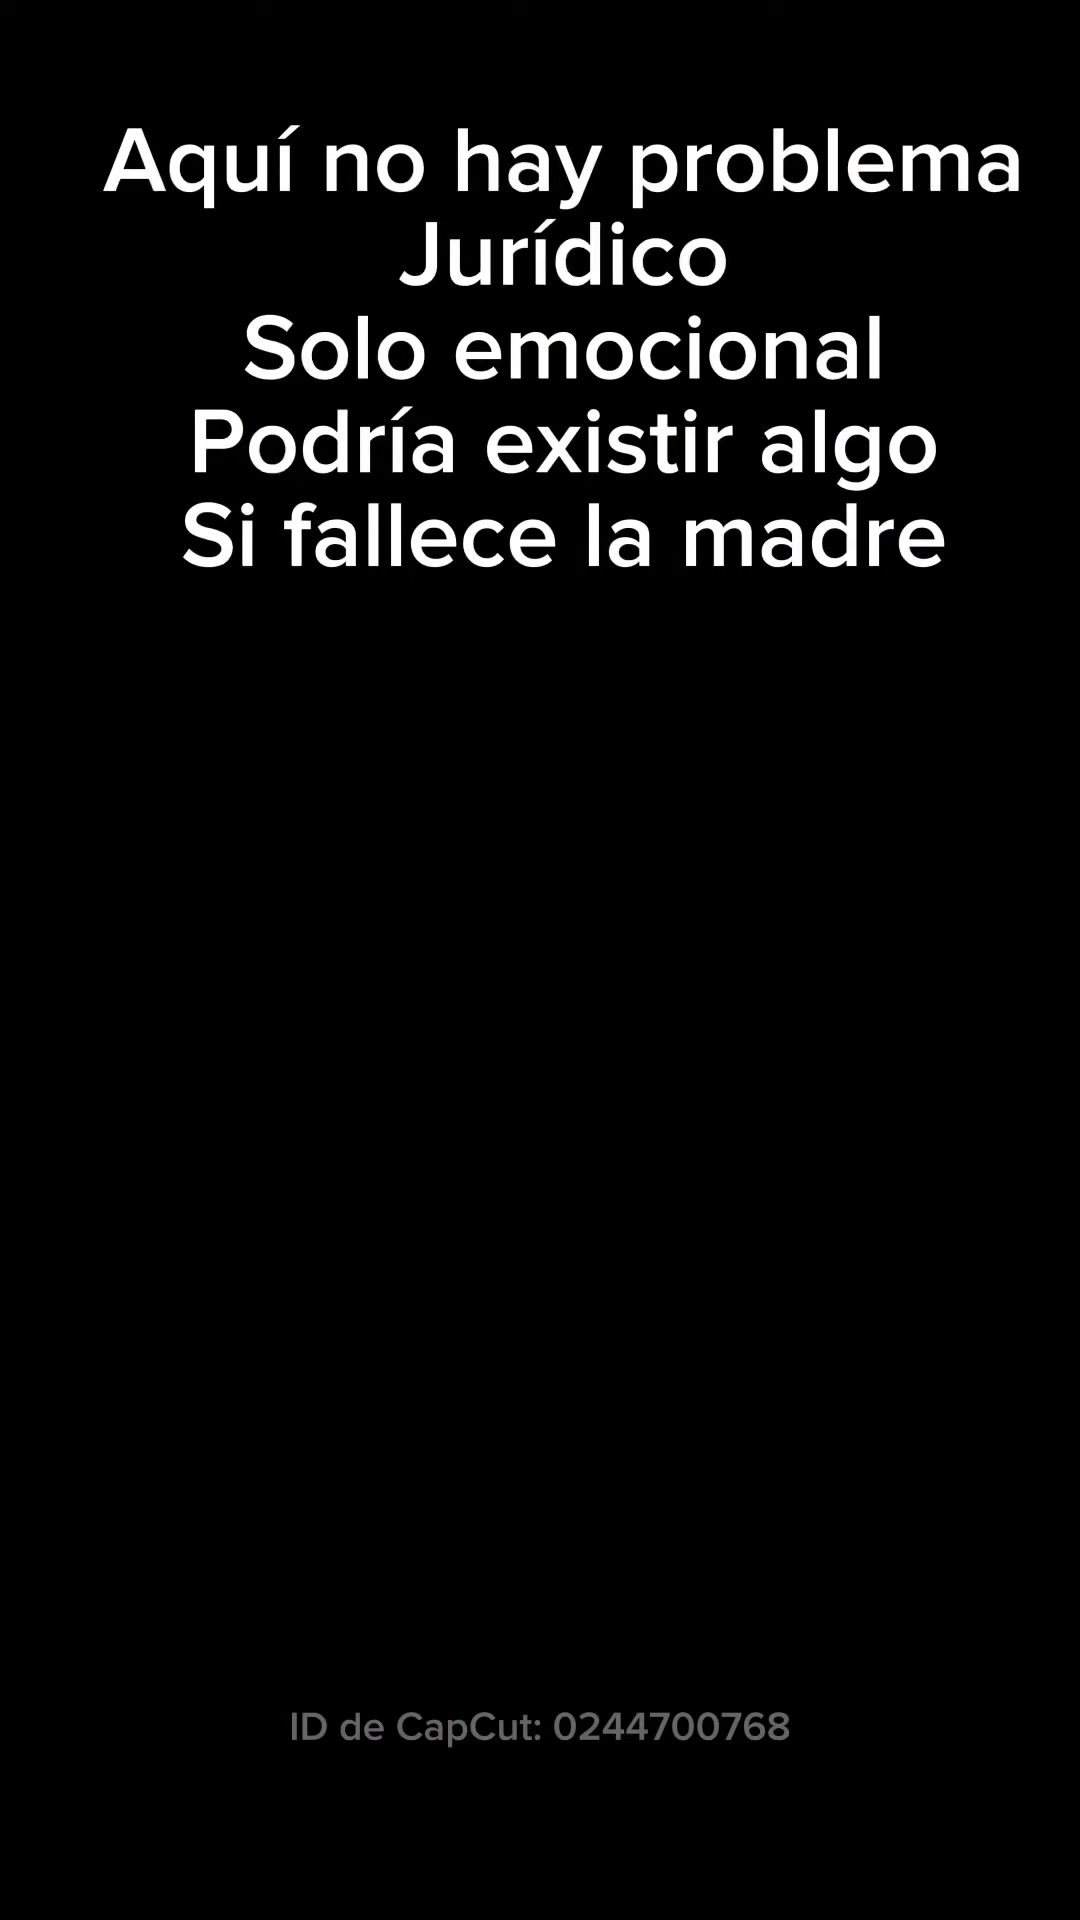 Aquí no hay problema
Jurídico
Solo emocional
Podría existir algo
Si fallece la madre
ID de CapCut: 0244700768